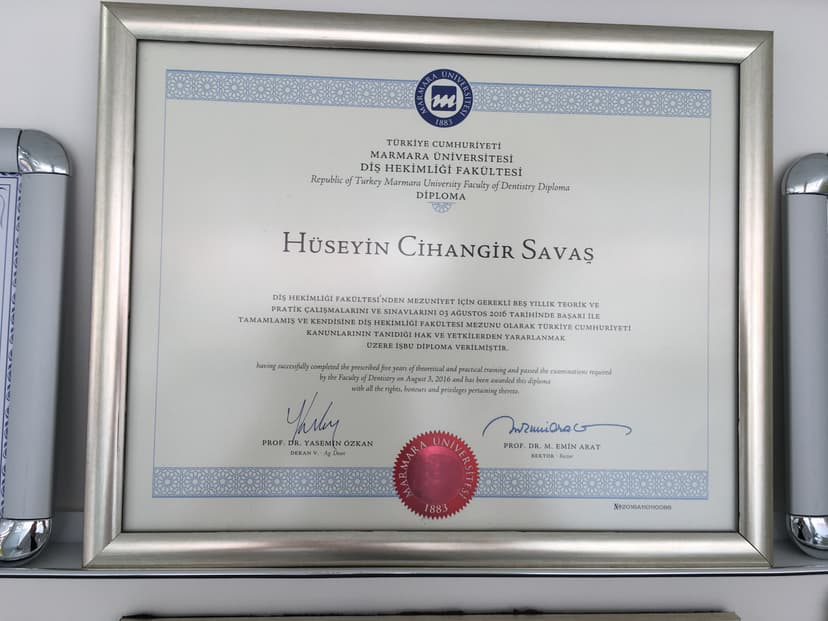 MARMARA ÜNİVERSİTESİ
m
1883
TÜRKİYE CUMHURİYETİ
MARMARA ÜNİVERSİTESİ
DİŞ HEKİMLİĞİ FAKÜLTESİ
Republic of Turkey Marmara University Faculty of Dentistry Diploma
DİPLOMA
HÜSEYİN CİHANGİR SAVAŞ
DİŞ HEKİMLİĞİ FAKÜLTESİ'NDEN MEZUNİYET İÇİN GEREKLİ BEŞ YILLIK TEORİK VE
PRATİK ÇALIŞMALARINI VE SINAVLARINI 03 AĞUSTOS 2016 TARİHİNDE BAŞARI İLE
TAMAMLAMIŞ VE KENDİSİNE DİŞ HEKİMLİĞİ FAKÜLTESİ MEZUNU OLARAK TÜRKİYE CUMHURİYETİ
KANUNLARININ TANIDIĞI HAK VE YETKİLERDEN YARARLANMAK
ÜZERE İŞBU DİPLOMA VERİLMİŞTİR.
having successfully completed the prescribed five years of theoretical and practical training and passed the examinations required
by the Faculty of Dentistry on August 3, 2016 and has been awarded this diploma
with all the rights, honours and privileges pertaining thereto.
PROF. DR. YASEMİN ÖZKAN
DEKAN V. · Ag Dean
PROF. DR. M. EMİN ARAT
REKTÖR · Rector
MARMARA ÜNİVERSİTESİ
1883